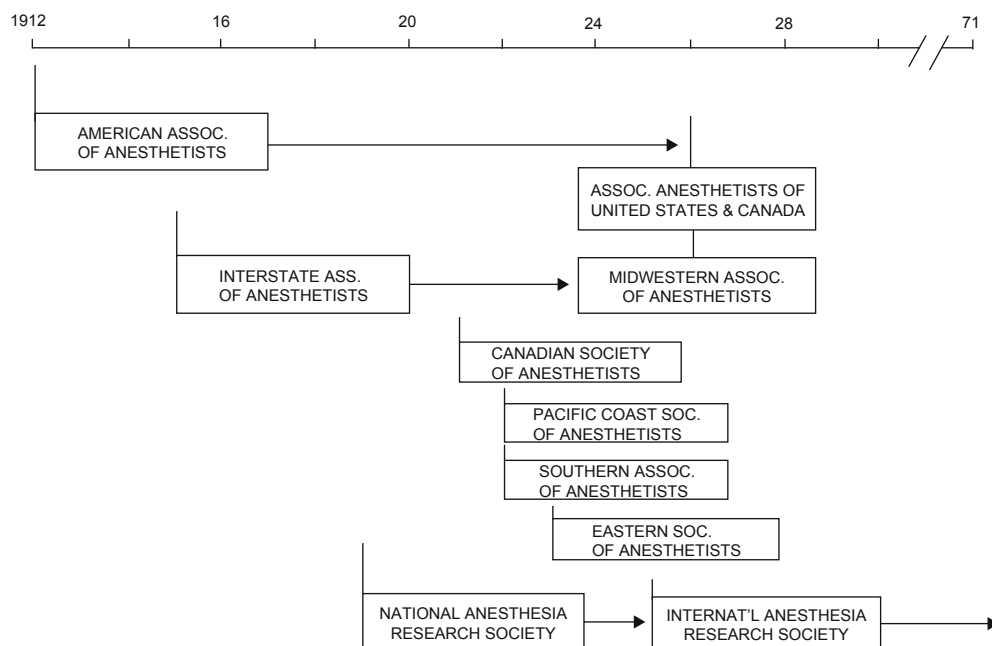 1912 16 20 24 28 71
AMERICAN ASSOC.
OF ANESTHETISTS
ASSOC. ANESTHETISTS OF
UNITED STATES & CANADA
INTERSTATE ASS.
OF ANESTHETISTS
MIDWESTERN ASSOC.
OF ANESTHETISTS
CANADIAN SOCIETY
OF ANESTHETISTS
PACIFIC COAST SOC.
OF ANESTHETISTS
SOUTHERN ASSOC.
OF ANESTHETISTS
EASTERN SOC.
OF ANESTHETISTS
NATIONAL ANESTHESIA
RESEARCH SOCIETY
INTERNAT'L ANESTHESIA
RESEARCH SOCIETY